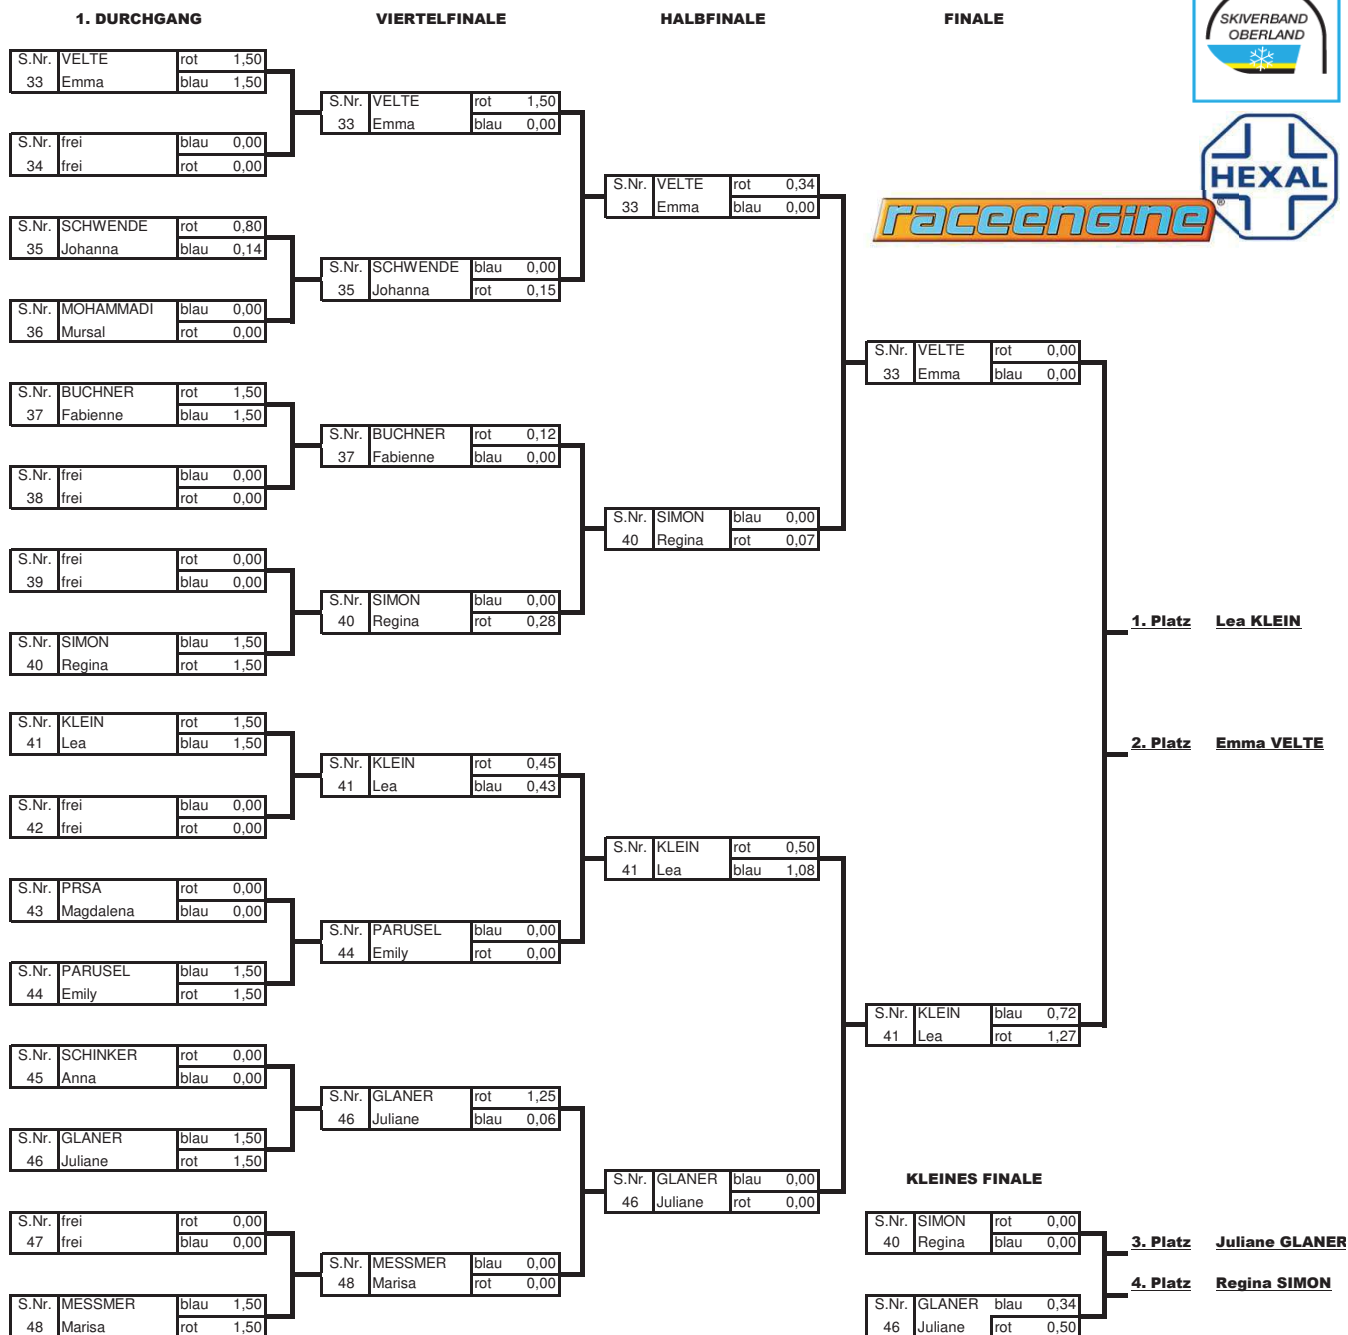 1. DURCHGANG VIERTELFINALE HALBFINALE FINALE
SKIVERBAND
OBERLAND
HEXAL
®
raceengine
S.Nr. VELTE rot 1,50
33 Emma blau 1,50
S.Nr. frei blau 0,00
34 frei rot 0,00
S.Nr. SCHWENDE rot 0,80
35 Johanna blau 0,14
S.Nr. MOHAMMADI blau 0,00
36 Mursal rot 0,00
S.Nr. BUCHNER rot 1,50
37 Fabienne blau 1,50
S.Nr. frei blau 0,00
38 frei rot 0,00
S.Nr. frei rot 0,00
39 frei blau 0,00
S.Nr. SIMON blau 1,50
40 Regina rot 1,50
S.Nr. KLEIN rot 1,50
41 Lea blau 1,50
S.Nr. frei blau 0,00
42 frei rot 0,00
S.Nr. PRSA rot 0,00
43 Magdalena blau 0,00
S.Nr. PARUSEL blau 1,50
44 Emily rot 1,50
S.Nr. SCHINKER rot 0,00
45 Anna blau 0,00
S.Nr. GLANER blau 1,50
46 Juliane rot 1,50
S.Nr. frei rot 0,00
47 frei blau 0,00
S.Nr. MESSMER blau 1,50
48 Marisa rot 1,50
S.Nr. VELTE rot 1,50
33 Emma blau 0,00
S.Nr. SCHWENDE blau 0,00
35 Johanna rot 0,15
S.Nr. BUCHNER rot 0,12
37 Fabienne blau 0,00
S.Nr. SIMON blau 0,00
40 Regina rot 0,28
S.Nr. KLEIN rot 0,45
41 Lea blau 0,43
S.Nr. PARUSEL blau 0,00
44 Emily rot 0,00
S.Nr. GLANER rot 1,25
46 Juliane blau 0,06
S.Nr. MESSMER blau 0,00
48 Marisa rot 0,00
S.Nr. VELTE rot 0,34
33 Emma blau 0,00
S.Nr. SIMON blau 0,00
40 Regina rot 0,07
S.Nr. KLEIN rot 0,50
41 Lea blau 1,08
S.Nr. GLANER blau 0,00
46 Juliane rot 0,00
S.Nr. VELTE rot 0,00
33 Emma blau 0,00
S.Nr. KLEIN blau 0,72
41 Lea rot 1,27
1. Platz Lea KLEIN
2. Platz Emma VELTE
KLEINES FINALE
S.Nr. SIMON rot 0,00
40 Regina blau 0,00
S.Nr. GLANER blau 0,34
46 Juliane rot 0,50
3. Platz Juliane GLANER
4. Platz Regina SIMON